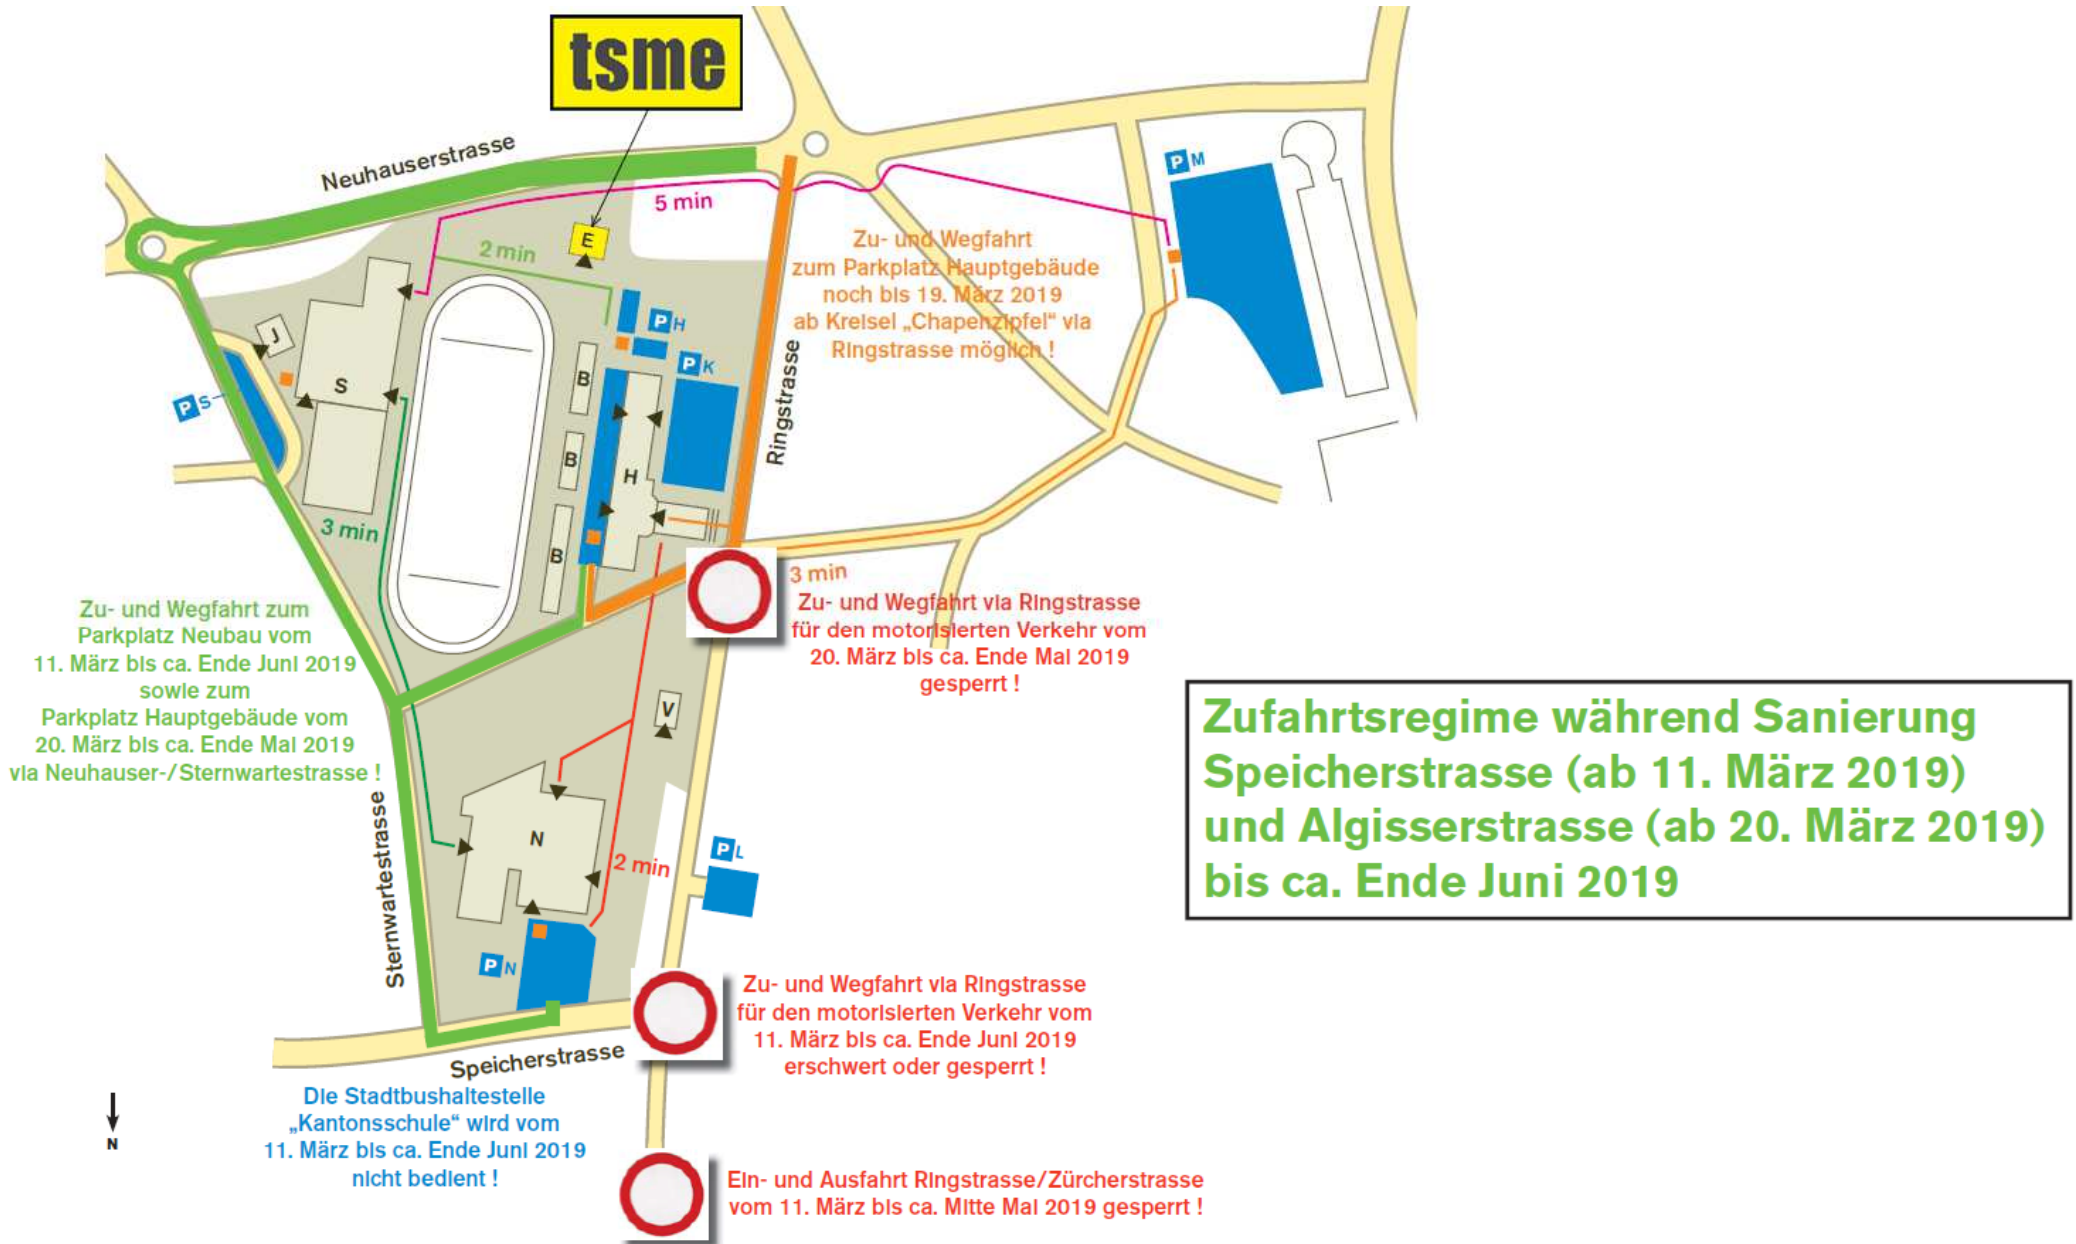 tsme
Neuhauserstrasse
5 min
2 min
E
P M
Zu- und Wegfahrt
zum Parkplatz Hauptgebäude
noch bis 19. März 2019
ab Kreisel „Chapenzipfel“ via
Ringstrasse möglich !
P H
P K
J
S
P S
B
B
B
H
Ringstrasse
3 min
3 min
Zu- und Wegfahrt via Ringstrasse
für den motorisierten Verkehr vom
20. März bis ca. Ende Mai 2019
gesperrt !
Zu- und Wegfahrt zum
Parkplatz Neubau vom
11. März bis ca. Ende Juni 2019
sowie zum
Parkplatz Hauptgebäude vom
20. März bis ca. Ende Mai 2019
via Neuhauser-/Sternwartestrasse !
V
Zufahrtsregime während Sanierung
Speicherstrasse (ab 11. März 2019)
und Algisserstrasse (ab 20. März 2019)
bis ca. Ende Juni 2019
Sternwartestrasse
N
2 min
P L
P N
Zu- und Wegfahrt via Ringstrasse
für den motorisierten Verkehr vom
11. März bis ca. Ende Juni 2019
erschwert oder gesperrt !
Speicherstrasse
Die Stadtbushaltestelle
„Kantonsschule“ wird vom
11. März bis ca. Ende Juni 2019
nicht bedient !
N
Ein- und Ausfahrt Ringstrasse/Zürcherstrasse
vom 11. März bis ca. Mitte Mai 2019 gesperrt !